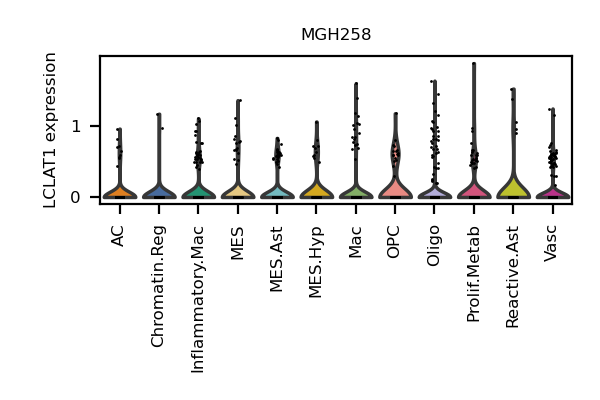 MGH258
LCLAT1 expression
1
0
AC
Chromatin.Reg
Inflammatory.Mac
MES
MES.Ast
MES.Hyp
Mac
OPC
Oligo
Prolif.Metab
Reactive.Ast
Vasc